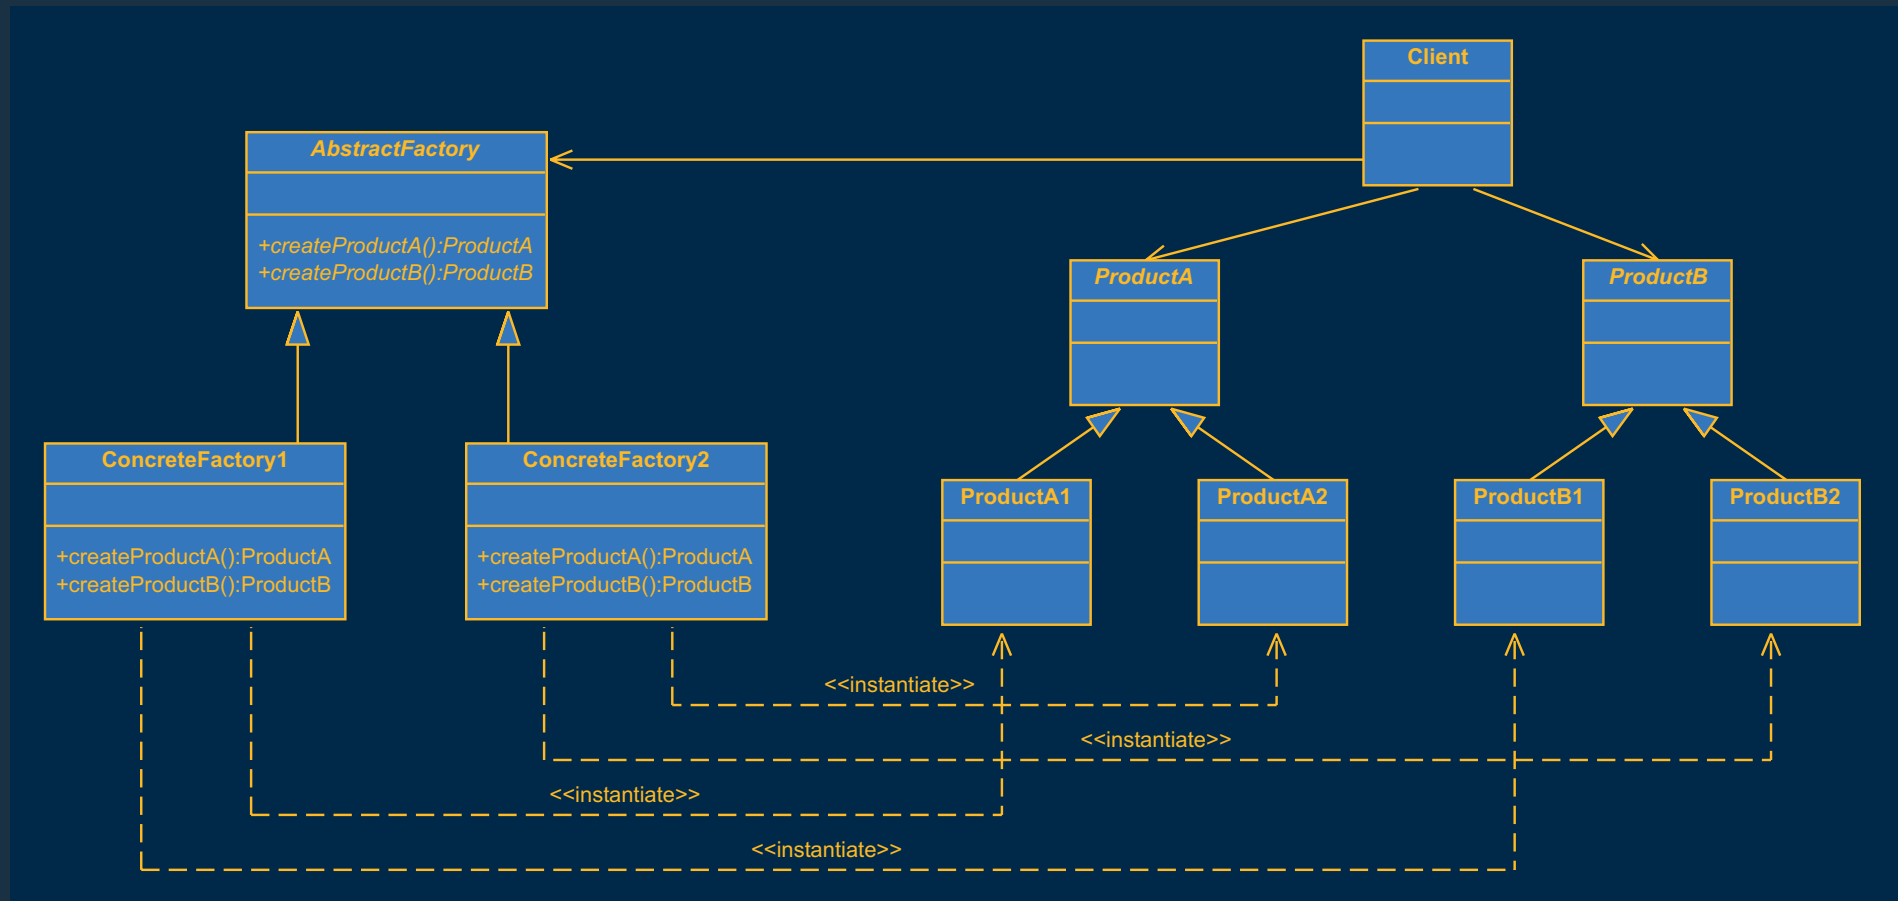 Client
AbstractFactory
+createProductA():ProductA
+createProductB():ProductB
ProductA
ProductB
ConcreteFactory1
+createProductA():ProductA
+createProductB():ProductB
ConcreteFactory2
+createProductA():ProductA
+createProductB():ProductB
ProductA1
ProductA2
ProductB1
ProductB2
<<instantiate>>
<<instantiate>>
<<instantiate>>
<<instantiate>>